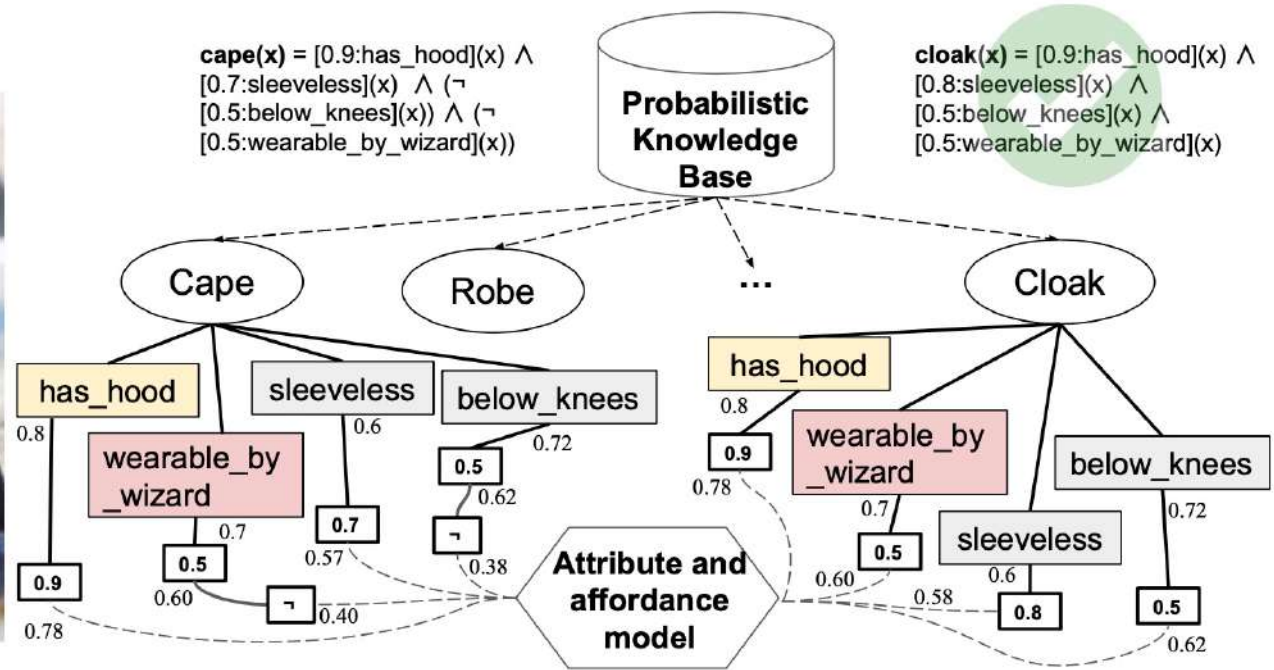 cape(x) = [0.9:has_hood](x) ∧
[0.7:sleeveless](x) ∧ (¬
[0.5:below_knees](x)) ∧ (¬
[0.5:wearable_by_wizard](x))
Probabilistic
Knowledge
Base
cloak(x) = [0.9:has_hood](x) ∧
[0.8:sleeveless](x) ∧
[0.5:below_knees](x) ∧
[0.5:wearable_by_wizard](x)
Cape
Robe
...
Cloak
has_hood
0.8
0.9
0.78
wearable_by
_wizard
0.7
0.5
0.60
¬
0.40
sleeveless
0.6
0.7
0.57
below_knees
0.72
0.5
0.62
¬
0.38
Attribute and
affordance
model
has_hood
0.8
0.9
0.78
wearable_by
_wizard
0.7
0.5
0.60
sleeveless
0.6
0.8
0.58
below_knees
0.72
0.5
0.62